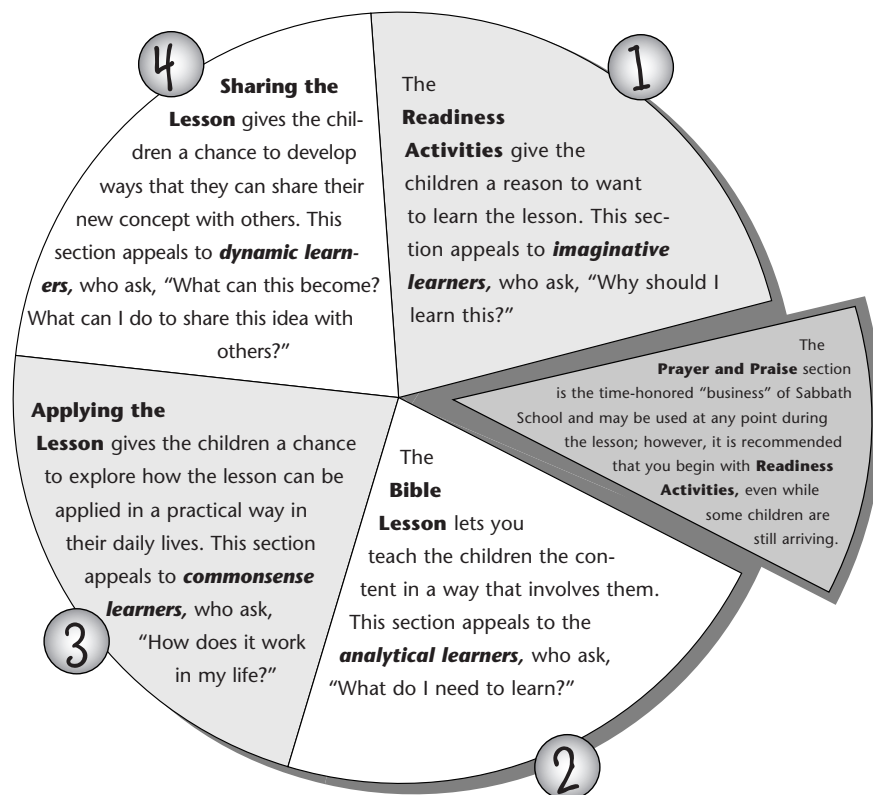 1
The
Readiness
Activities give the
children a reason to want
to learn the lesson. This sec-
tion appeals to imaginative
learners, who ask, “Why should I
learn this?”
The
Prayer and Praise section
is the time-honored “business” of Sabbath
School and may be used at any point during
the lesson; however, it is recommended
that you begin with Readiness
Activities, even while
some children are
still arriving.
2
The
Bible
Lesson lets you
teach the children the con-
tent in a way that involves them.
This section appeals to the
analytical learners, who ask,
“What do I need to learn?”
3
Applying the
Lesson gives the children a chance
to explore how the lesson can be
applied in a practical way in
their daily lives. This section
appeals to commonsense
learners, who ask,
“How does it work
in my life?”
4
Sharing the
Lesson gives the chil-
dren a chance to develop
ways that they can share their
new concept with others. This
section appeals to dynamic learn-
ers, who ask, “What can this become?
What can I do to share this idea with
others?”